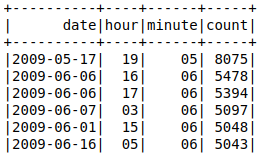 +----------+----+------+-----+
|      date|hour|minute|count|
+----------+----+------+-----+
|2009-05-17|  19|    05| 8075|
|2009-06-06|  16|    06| 5478|
|2009-06-06|  17|    06| 5394|
|2009-06-07|  03|    06| 5097|
|2009-06-01|  15|    06| 5048|
|2009-06-16|  05|    06| 5043|